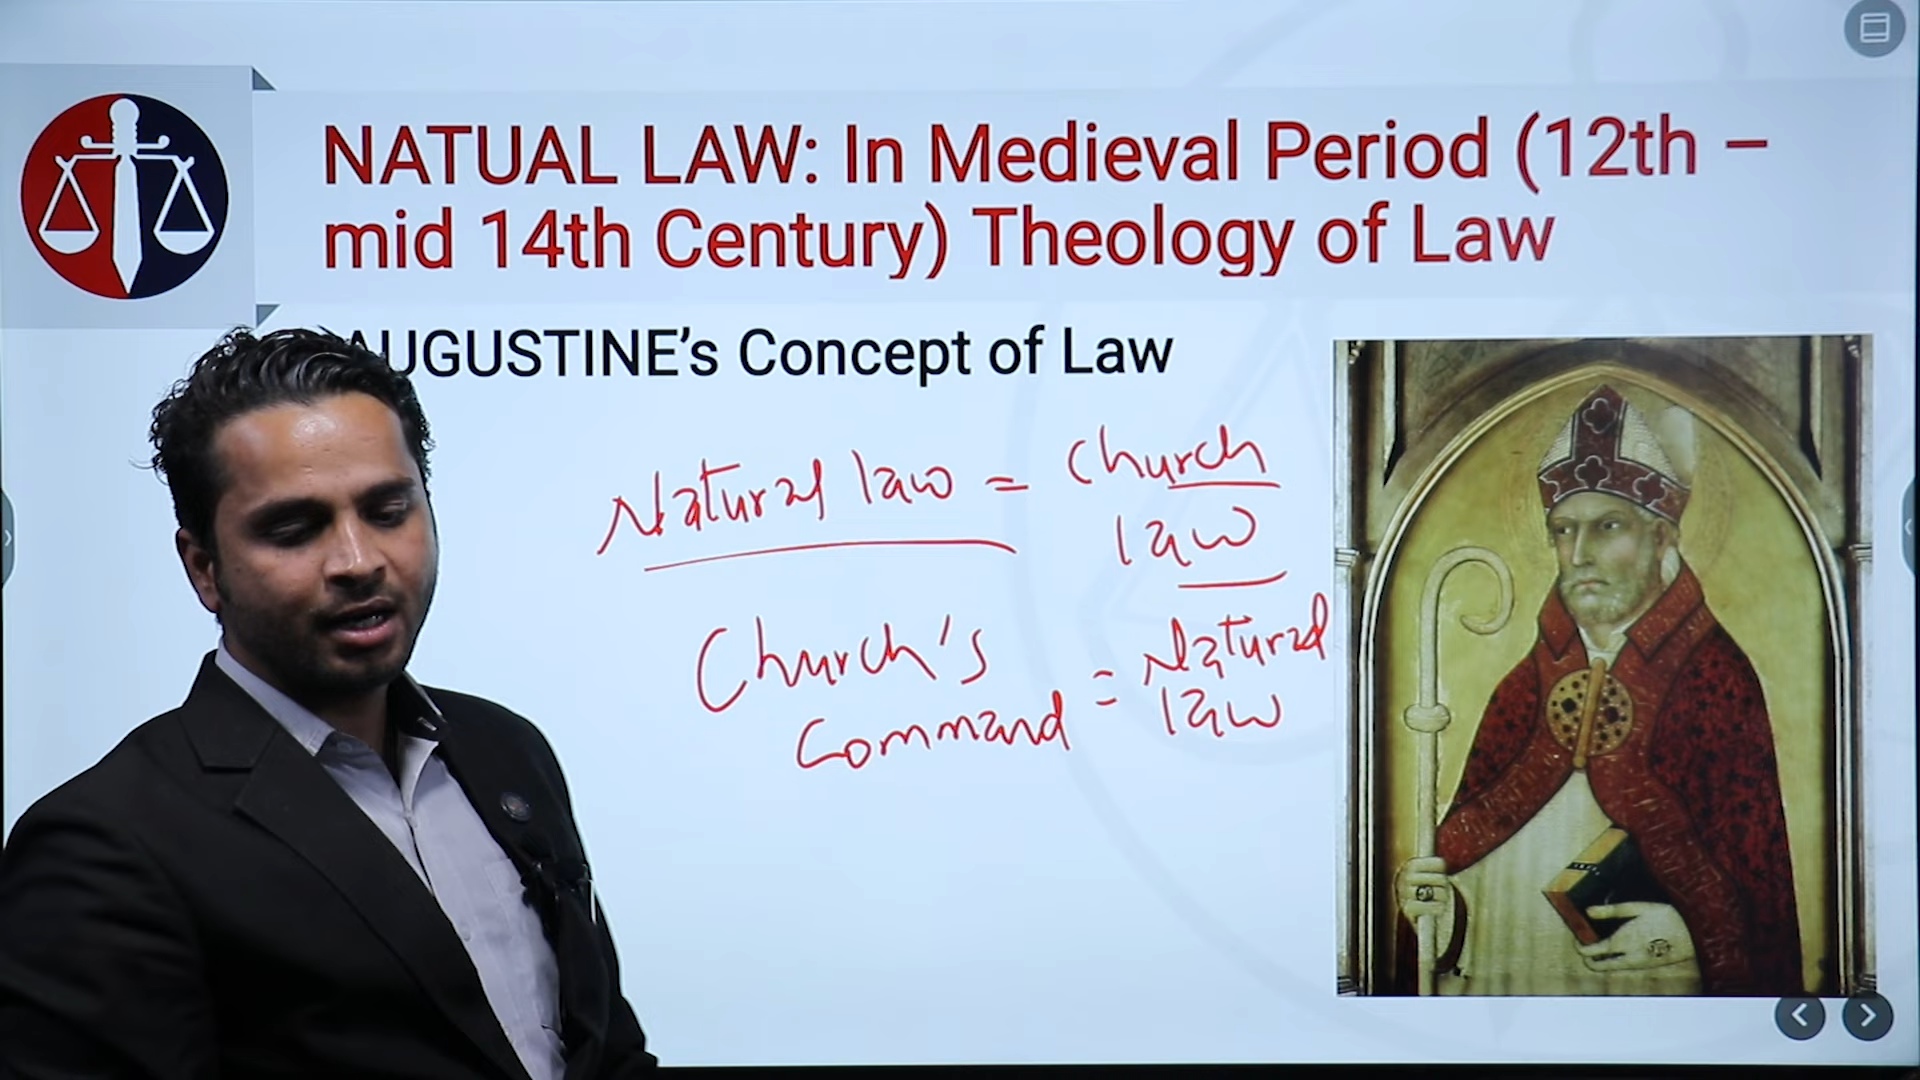 NATUAL LAW: In Medieval Period (12th –
mid 14th Century) Theology of Law
AUGUSTINE’s Concept of Law
Natural law = Church
law
Church's
Command = Natural
law